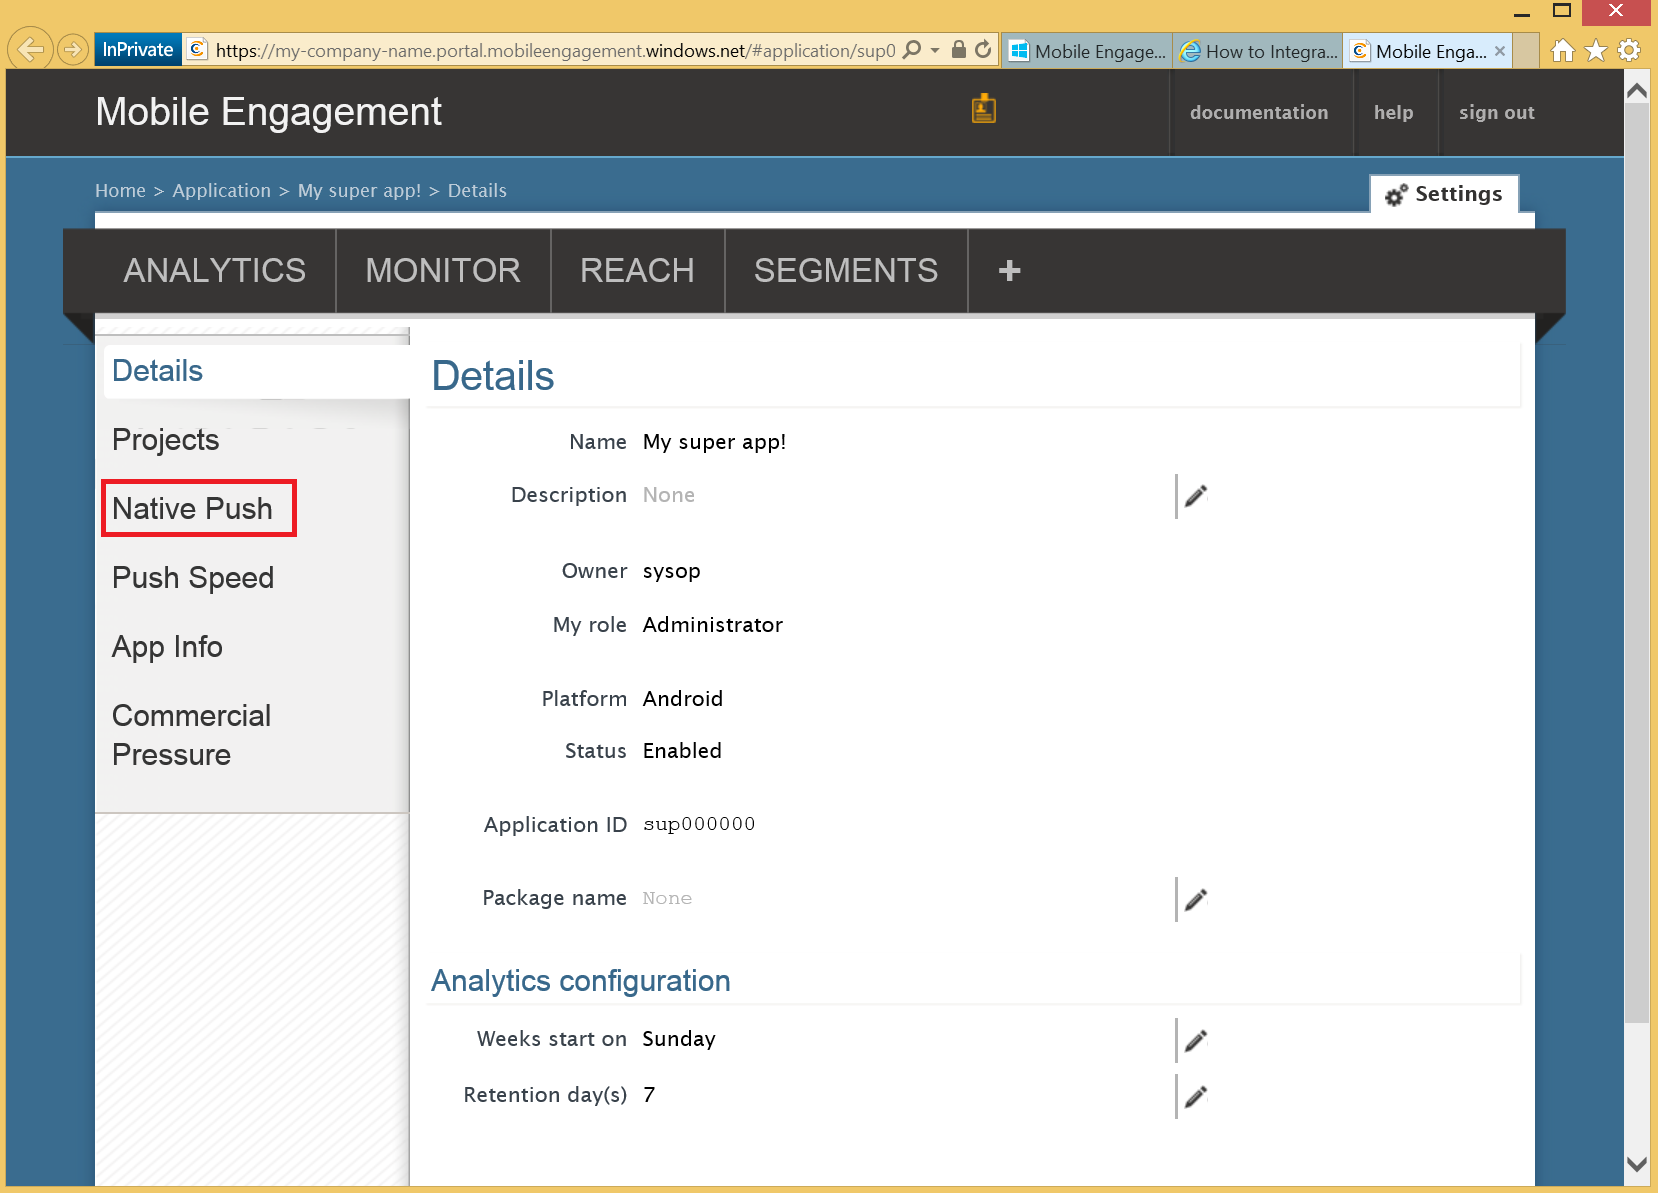 InPrivate https://my-company-name.portal.mobileengagement.windows.net/#application/sup0 Mobile Engage... How to Integra... Mobile Enga...
Mobile Engagement
documentation help sign out
Home > Application > My super app! > Details
Settings
ANALYTICS MONITOR REACH SEGMENTS +
Details
Projects
Native Push
Push Speed
App Info
Commercial
Pressure
Details
Name My super app!
Description None
Owner sysop
My role Administrator
Platform Android
Status Enabled
Application ID sup000000
Package name None
Analytics configuration
Weeks start on Sunday
Retention day(s) 7